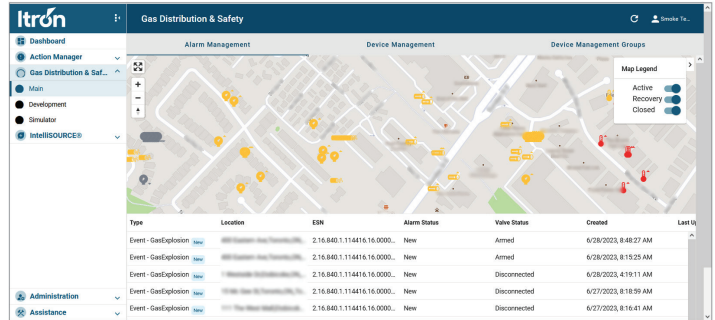 Itrón
Gas Distribution & Safety
Smoke Te...
Dashboard
Action Manager
Gas Distribution & Saf...
Main
Development
Simulator
IntelliSOURCE®
Administration
Assistance
Alarm Management
Device Management
Device Management Groups
Map Legend
Active
Recovery
Closed
Type Location ESN Alarm Status Valve Status Created Last Up
Event - GasExplosion New 2.16.840.1.114416.16.0000... New Armed 6/28/2023, 8:48:27 AM
Event - GasExplosion New 2.16.840.1.114416.16.0000... New Armed 6/28/2023, 8:15:25 AM
Event - GasExplosion New 2.16.840.1.114416.16.0000... New Disconnected 6/28/2023, 4:19:11 AM
Event - GasExplosion New 2.16.840.1.114416.16.0000... New Disconnected 6/27/2023, 8:18:59 AM
Event - GasExplosion New 2.16.840.1.114416.16.0000... New Disconnected 6/27/2023, 8:16:41 AM